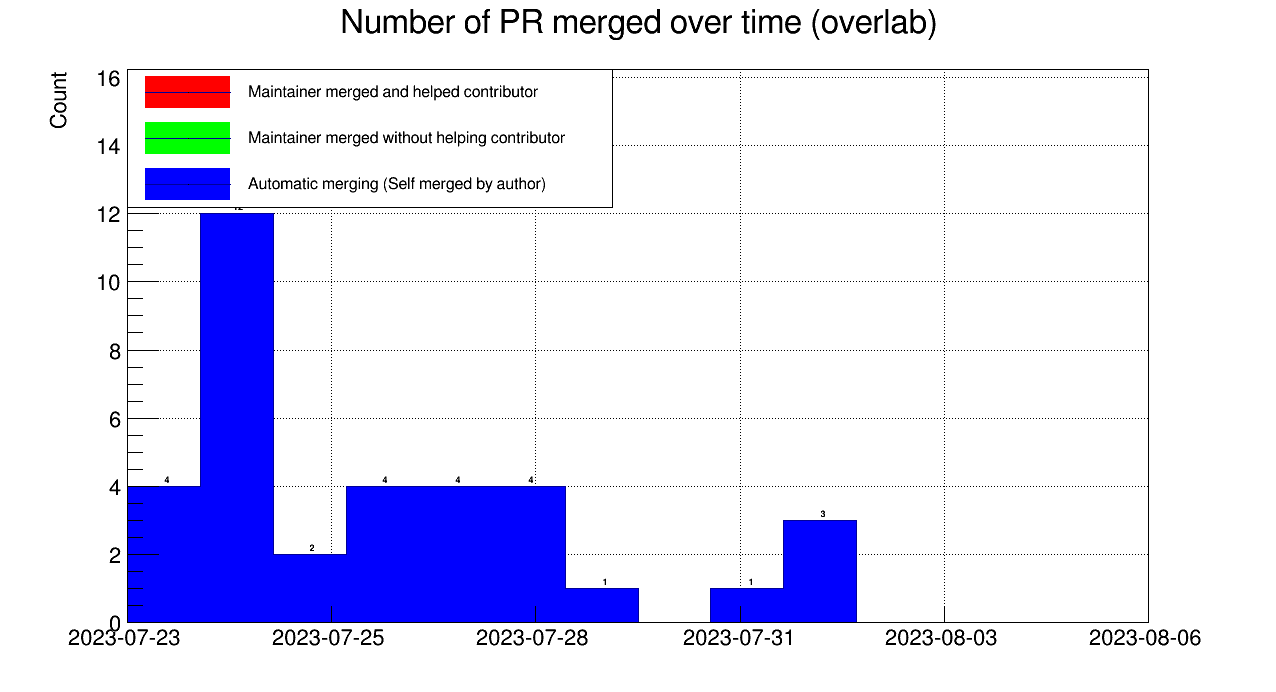 Number of PR merged over time (overlab)
Count
16
14
12
10
8
6
4
2
0
Maintainer merged and helped contributor
Maintainer merged without helping contributor
Automatic merging (Self merged by author)
4
2
4
4
4
1
1
3
2023-07-23 2023-07-25 2023-07-28 2023-07-31 2023-08-03 2023-08-06